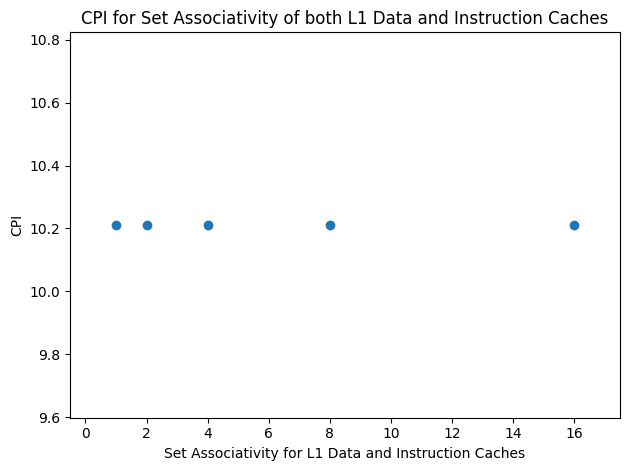 CPI for Set Associativity of both L1 Data and Instruction Caches
10.8
10.6
10.4
10.2
10.0
9.8
9.6
CPI
0 2 4 6 8 10 12 14 16
Set Associativity for L1 Data and Instruction Caches